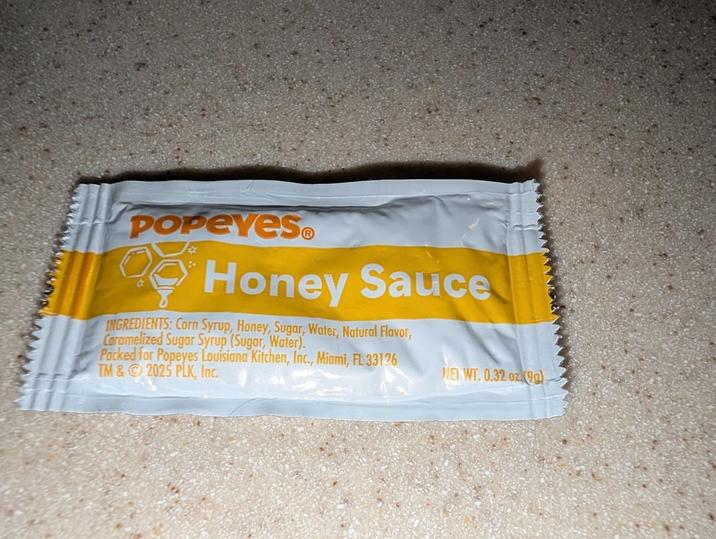 POPEYES®
Honey Sauce
INGREDIENTS: Corn Syrup, Honey, Sugar, Water, Natural Flavor,
Caramelized Sugar Syrup (Sugar, Water).
Packed for Popeyes Louisiana Kitchen, Inc., Miami, FL 33126
TM & © 2025 PLK, Inc.
NET WT. 0.32 oz.(9g)